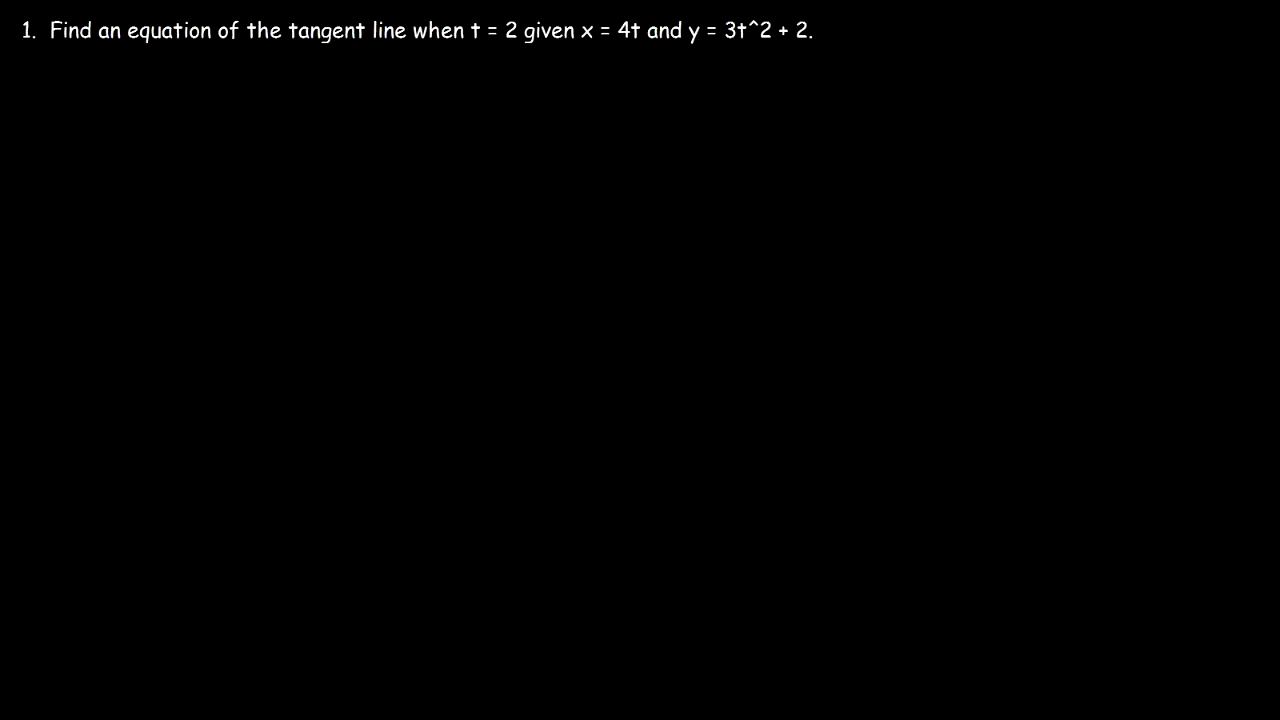 1. Find an equation of the tangent line when t = 2 given x = 4t and y = 3t^2 + 2.